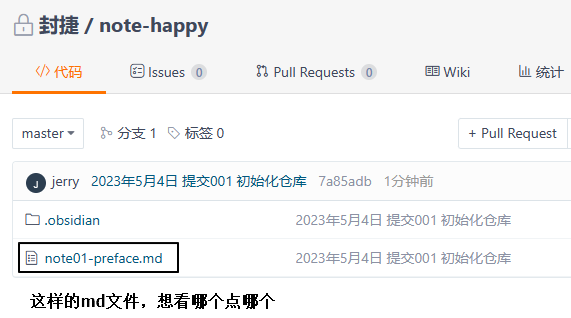 封捷 / note-happy
代码 Issues 0 Pull Requests 0 Wiki 统计
master 分支 1 标签 0 + Pull Request
J jerry 2023年5月4日 提交001 初始化仓库 7a85adb 1分钟前
.obsidian 2023年5月4日 提交001 初始化仓库
note01-preface.md 2023年5月4日 提交001 初始化仓库
这样的md文件，想看哪个点哪个